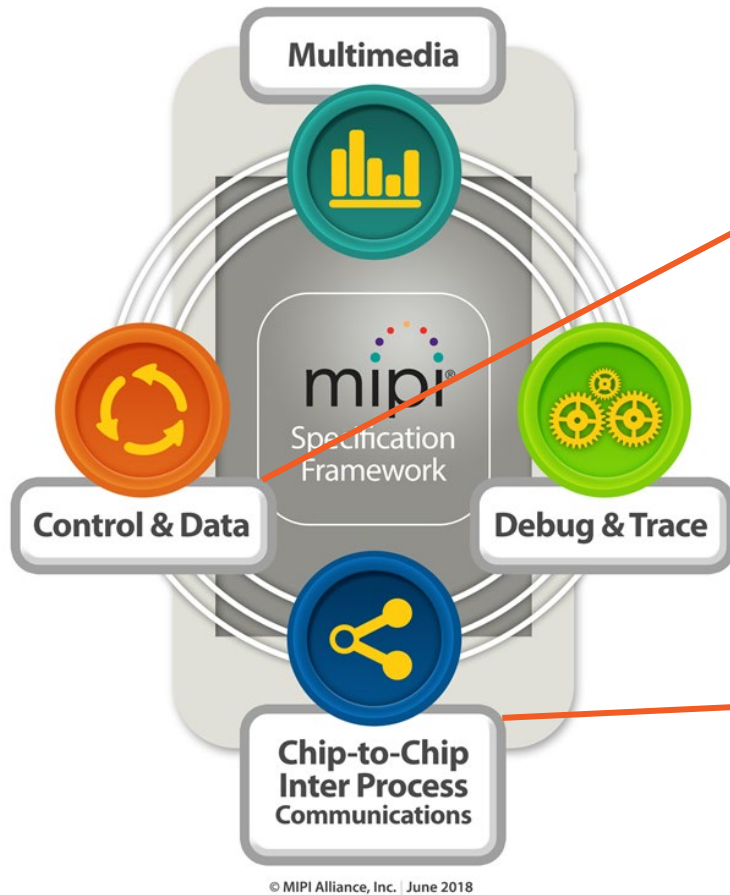 Multimedia
mipi®
Specification
Framework
Control & Data
Debug & Trace
Chip-to-Chip
Inter Process
Communications
© MIPI Alliance, Inc. | June 2018